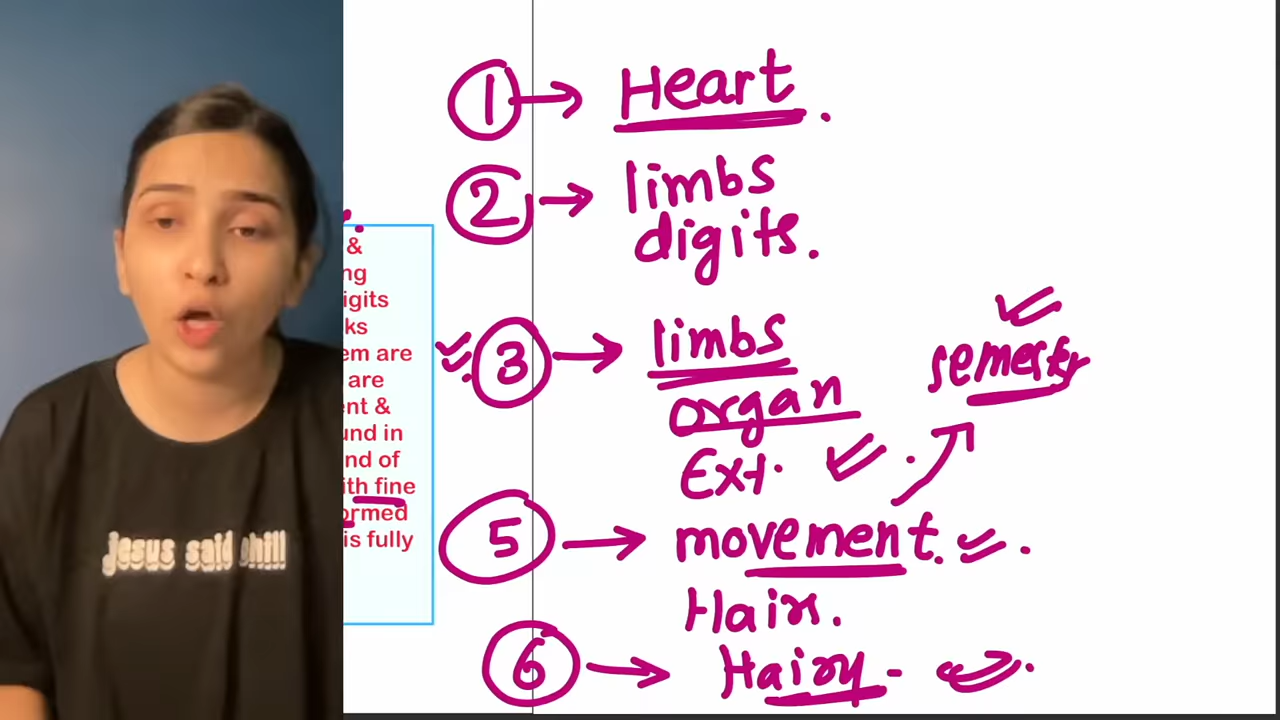 1 → Heart.
2 → limbs
digits.
3 → limbs
organ
Ext.
semestr
5 → movement.
Hair.
6 → Hairy -
&
ng
igits
ks
em are
are
nt &
und in
nd of
ith fine
ormed
is fully
jesus said chill